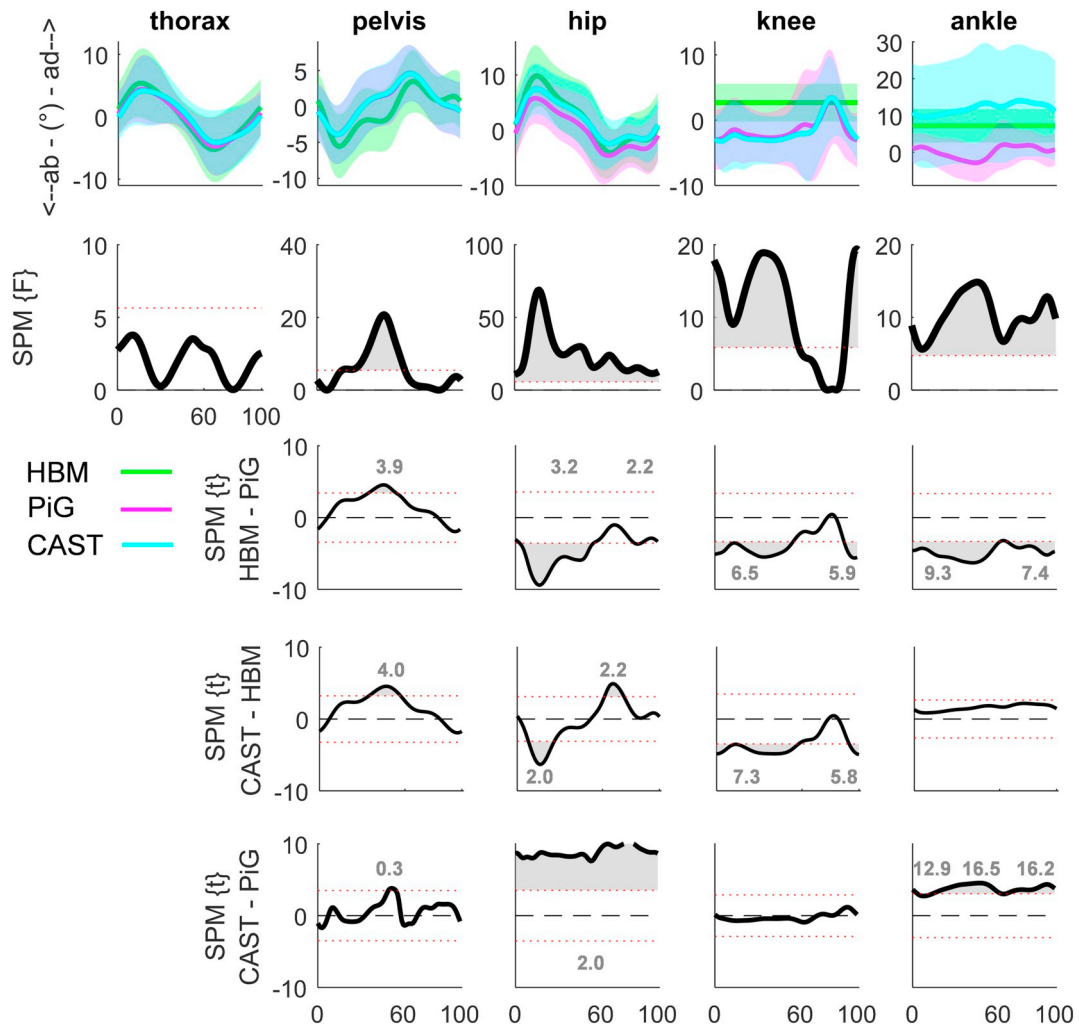 thorax pelvis hip knee ankle
<--ab - (°) - ad-->
10 0 -10
5 0 -5 -10
15 10 5 0 -5 -10
10 0 -10
30 20 10 0
SPM {F}
10 5 0
40 20 0
100 50 0
20 10 0
20 10 0
0 60 100
HBM
PiG
CAST
SPM {t}
HBM - PiG
10 0 -10
3.9
3.2 2.2
6.5 5.9
9.3 7.4
SPM {t}
CAST - HBM
10 0 -10
4.0
2.2
2.0
7.3 5.8
SPM {t}
CAST - PiG
10 0 -10
0.3
2.0
12.9 16.5 16.2
0 60 100 0 60 100 0 60 100 0 60 100